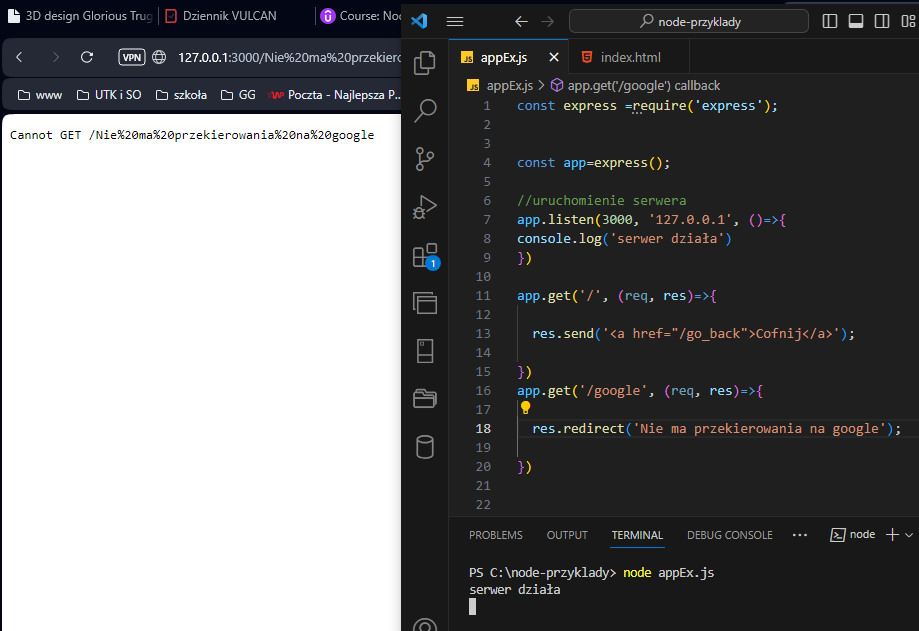 3D design Glorious Trug
Dziennik VULCAN
Course: Noc
node-przyklady
VPN
127.0.0.1:3000/Nie%20ma%20przekierow
www
UTK i SO
szkoła
GG
WP
Poczta - Najlepsza P...
Cannot GET /Nie%20ma%20przekierowania%20na%20google
JS appEx.js
index.html
JS appEx.js > app.get('/google') callback
1 const express =require('express');
2
3
4 const app=express();
5
6 //uruchomienie serwera
7 app.listen(3000, '127.0.0.1', ()=>{
8 console.log('serwer działa')
9 })
10
11 app.get('/', (req, res)=>{
12
13 res.send('<a href="/go_back">Cofnij</a>');
14
15 })
16 app.get('/google', (req, res)=>{
17
18 res.redirect('Nie ma przekierowania na google');
19
20 })
21
22
1
PROBLEMS
OUTPUT
TERMINAL
DEBUG CONSOLE
...
node
PS C:\node-przyklady> node appEx.js
serwer działa